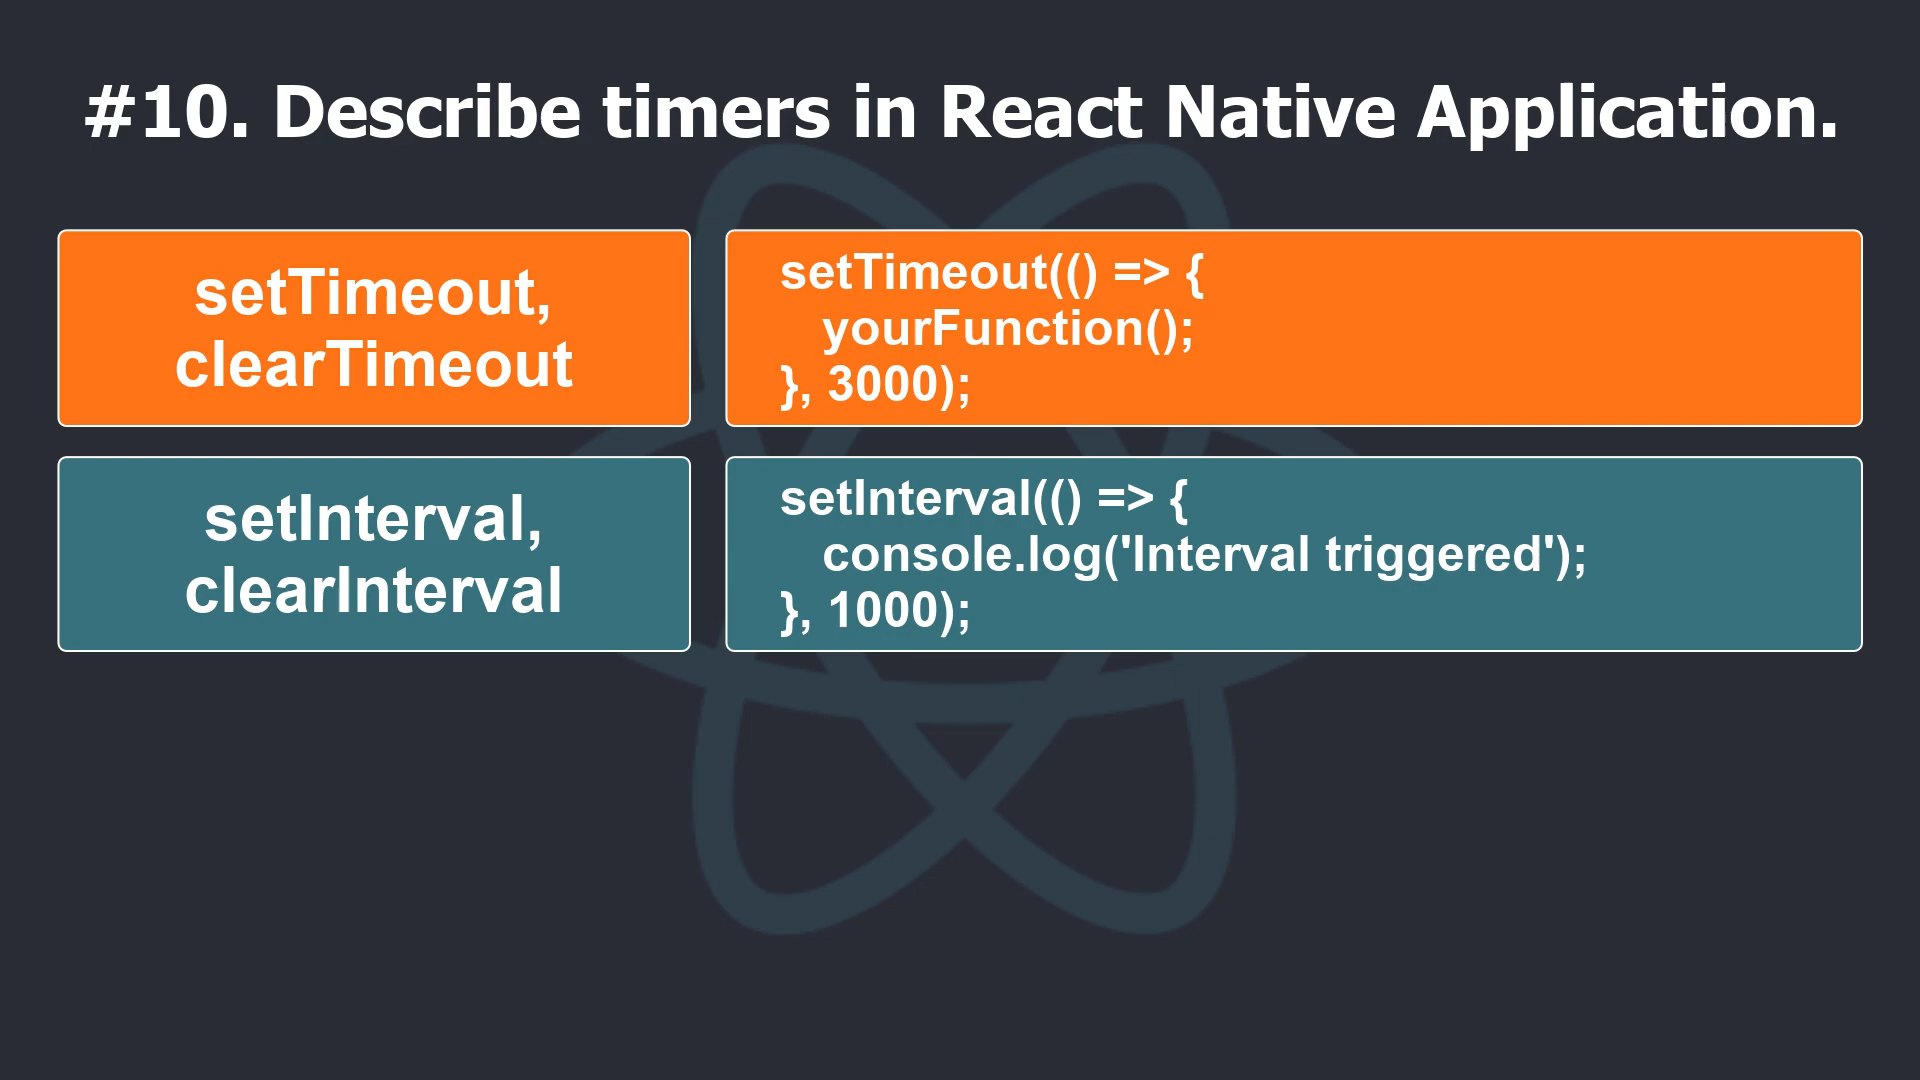 #10. Describe timers in React Native Application.
setTimeout,
clearTimeout
setTimeout(() => {
yourFunction();
}, 3000);
setInterval,
clearInterval
setInterval(() => {
console.log('Interval triggered');
}, 1000);